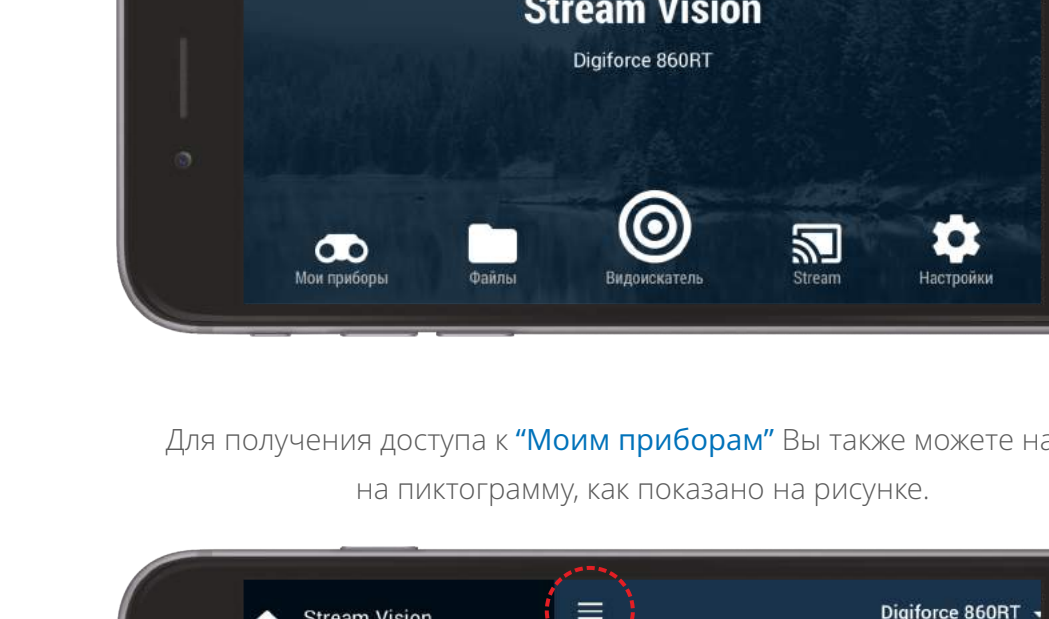 Stream Vision
Digiforce 860RT
Мои приборы Файлы Видоискатель Stream Настройки
Для получения доступа к “Моим приборам” Вы также можете
на пиктограмму, как показано на рисунке.
Stream Vision Digiforce 860RT